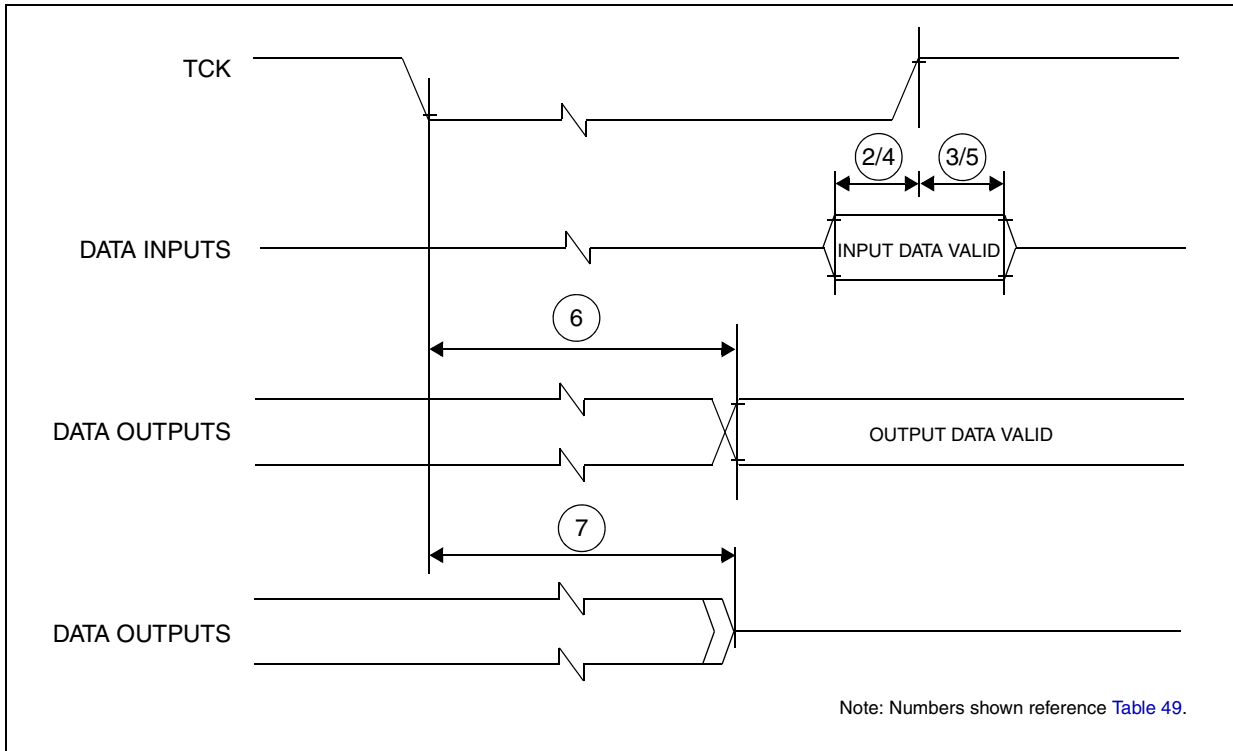 TCK
2/4
3/5
DATA INPUTS
INPUT DATA VALID
6
DATA OUTPUTS
OUTPUT DATA VALID
7
DATA OUTPUTS
Note: Numbers shown reference Table 49.